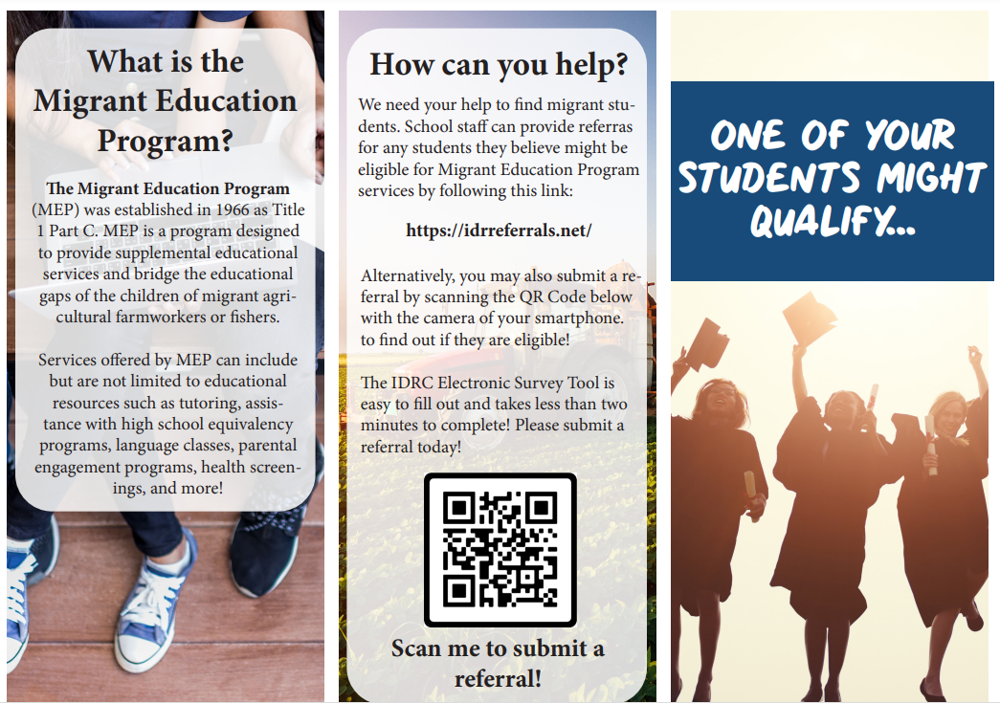 What is the
Migrant Education
Program?
The Migrant Education Program
(MEP) was established in 1966 as Title
1 Part C. MEP is a program designed
to provide supplemental educational
services and bridge the educational
gaps of the children of migrant agri-
cultural farmworkers or fishers.
Services offered by MEP can include
but are not limited to educational
resources such as tutoring, assis-
tance with high school equivalency
programs, language classes, parental
engagement programs, health screen-
ings, and more!
How can you help?
We need your help to find migrant stu-
dents. School staff can provide referras
for any students they believe might be
eligible for Migrant Education Program
services by following this link:
https://idrreferrals.net/
Alternatively, you may also submit a re-
ferral by scanning the QR Code below
with the camera of your smartphone.
to find out if they are eligible!
The IDRC Electronic Survey Tool is
easy to fill out and takes less than two
minutes to complete! Please submit a
referral today!
Scan me to submit a
referral!
ONE OF YOUR
STUDENTS MIGHT
QUALIFY...